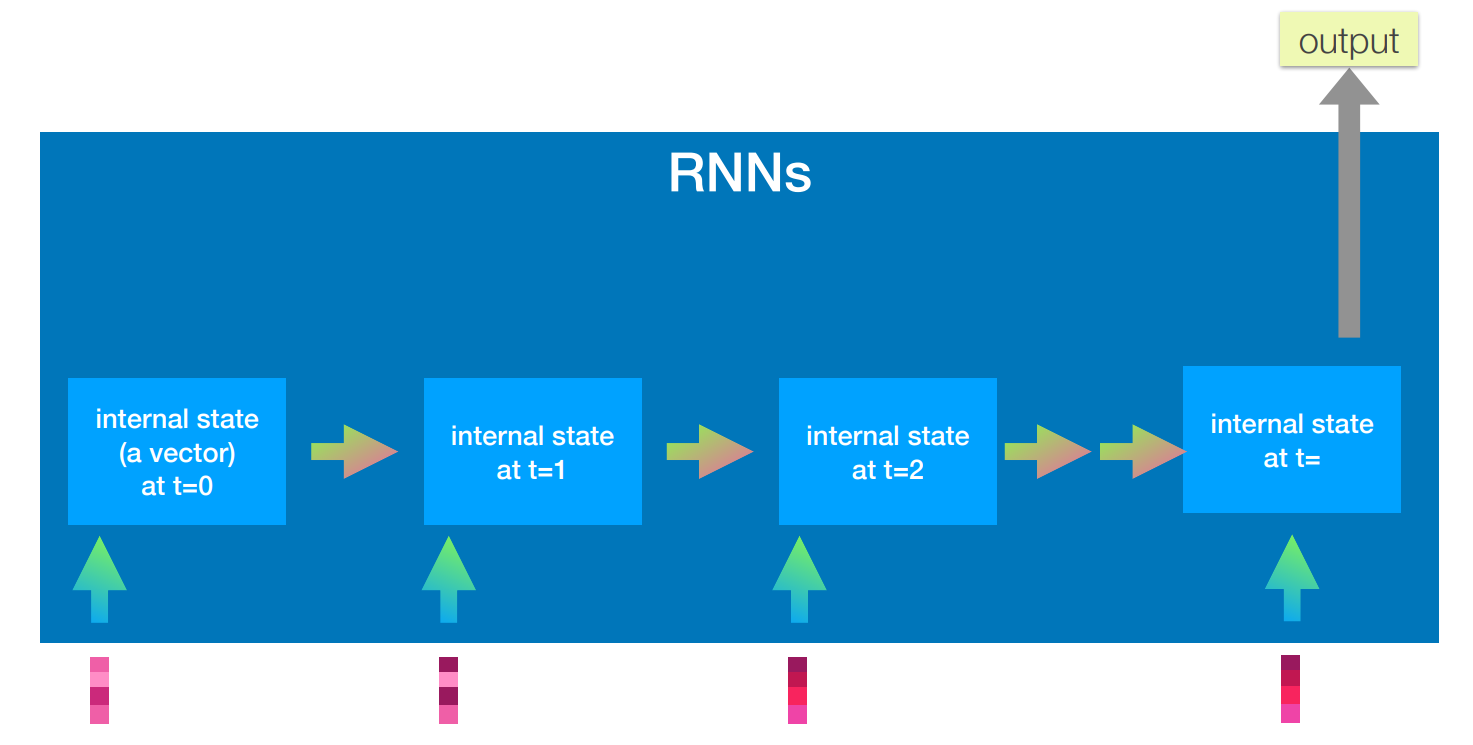 output
RNNs
internal state
(a vector)
at t=0
internal state
at t=1
internal state
at t=2
internal state
at t=